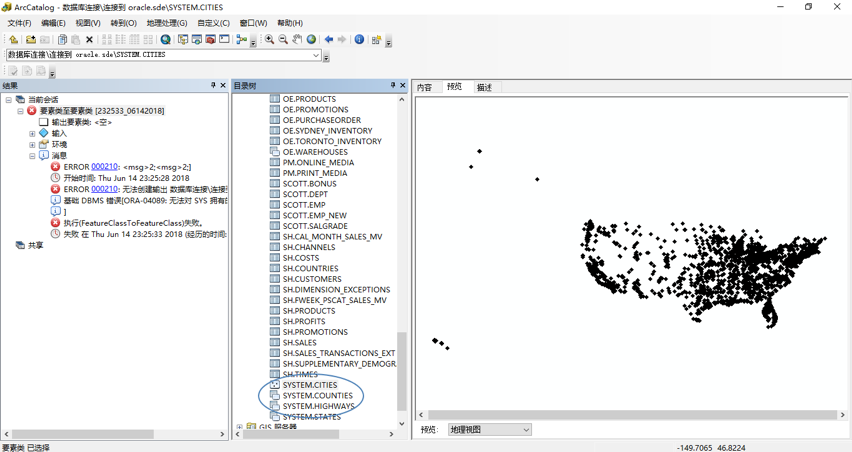 ArcCatalog - 数据库连接\连接到 oracle.sde\SYSTEM.CITIES
文件(F) 编辑(E) 视图(V) 转到(O) 地理处理(G) 自定义(C) 窗口(W) 帮助(H)
数据库连接\连接到 oracle.sde\SYSTEM.CITIES
结果
当前会话
要素类至要素类 [232533_06142018]
输出要素类: <空>
输入
环境
消息
ERROR 000210: <msg>2;<msg>2;]
开始时间: Thu Jun 14 23:25:28 2018
ERROR 000210: 无法创建输出 数据库连接\连接
基础 DBMS 错误[ORA-04089: 无法对 SYS 拥有
]
执行(FeatureClassToFeatureClass)失败。
失败 在 Thu Jun 14 23:25:33 2018 (经历的时间:
共享
目录树
OE.PRODUCTS
OE.PROMOTIONS
OE.PURCHASEORDER
OE.SYDNEY_INVENTORY
OE.TORONTO_INVENTORY
OE.WAREHOUSES
PM.ONLINE_MEDIA
PM.PRINT_MEDIA
SCOTT.BONUS
SCOTT.DEPT
SCOTT.EMP
SCOTT.EMP_NEW
SCOTT.SALGRADE
SH.CAL_MONTH_SALES_MV
SH.CHANNELS
SH.COSTS
SH.COUNTRIES
SH.CUSTOMERS
SH.DIMENSION_EXCEPTIONS
SH.FWEEK_PSCAT_SALES_MV
SH.PRODUCTS
SH.PROFITS
SH.PROMOTIONS
SH.SALES
SH.SALES_TRANSACTIONS_EXT
SH.SUPPLEMENTARY_DEMOGR
SH.TIMES
SYSTEM.CITIES
SYSTEM.COUNTIES
SYSTEM.HIGHWAYS
SYSTEM.STATES
GIS 服务器
内容 预览 描述
预览: 地理视图
要素类 已选择
-149.7065 46.8224